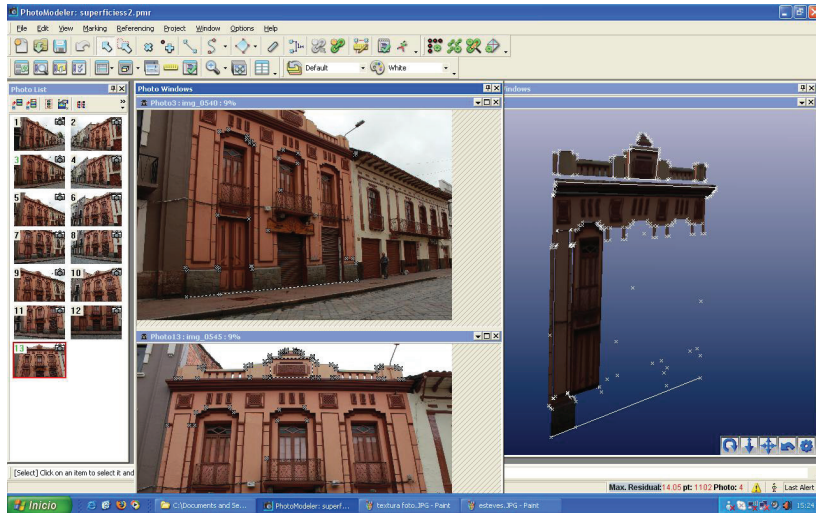 PhotoModeler: superficiess2.pmr
File Edit View Marking Referencing Project Window Options Help
Default White
Photo List
Photo Windows
indows
Photo3 : img_0540 : 9%
1 2
3 4
5 6
7 8
9 10
11 12
13
Photo13 : img_0545 : 9%
[Select] Click on an item to select it and
Max. Residual: 14.05 pt: 1102 Photo: 4 Last Alert
Inicio C:\Documents and Se... PhotoModeler: superf... textura foto.JPG - Paint esteves.JPG - Paint 15:24